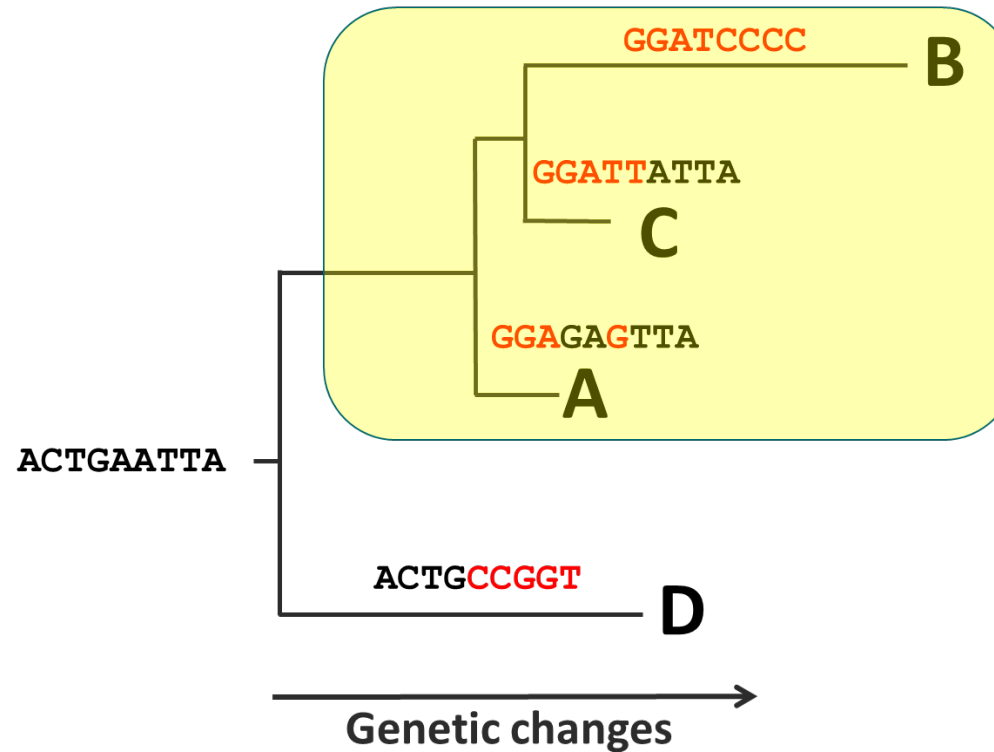 GGATCCCC
B
GGATTATTA
C
GGAGAGTTA
A
ACTGAATTA
ACTGCCGGT
D
Genetic changes